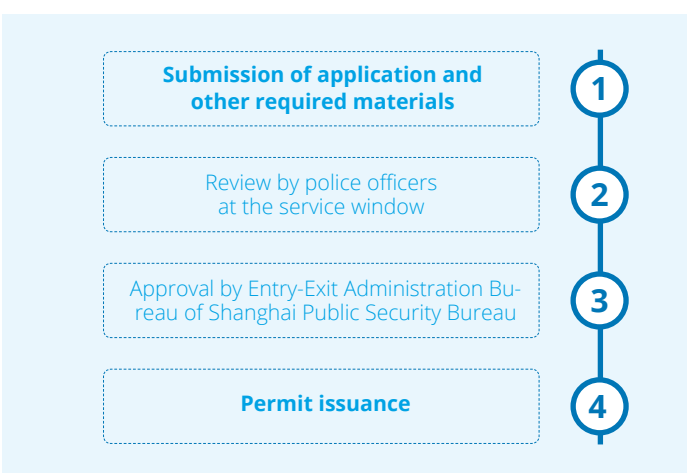 Submission of application and
other required materials
1
Review by police officers
at the service window
2
Approval by Entry-Exit Administration Bu-
reau of Shanghai Public Security Bureau
3
Permit issuance
4